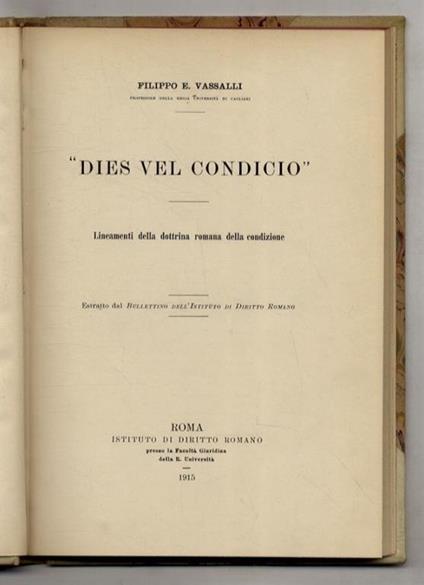 FILIPPO E. VASSALLI
PROFESSORE DELLA REGIA UNIVERSITÀ DI CAGLIARI
"DIES VEL CONDICIO"
Lineamenti della dottrina romana della condizione
Estratto dal BULLETTINO DELL'ISTITUTO DI DIRITTO ROMANO
ROMA
ISTITUTO DI DIRITTO ROMANO
presso la Facoltà Giuridica
della R. Università
1915